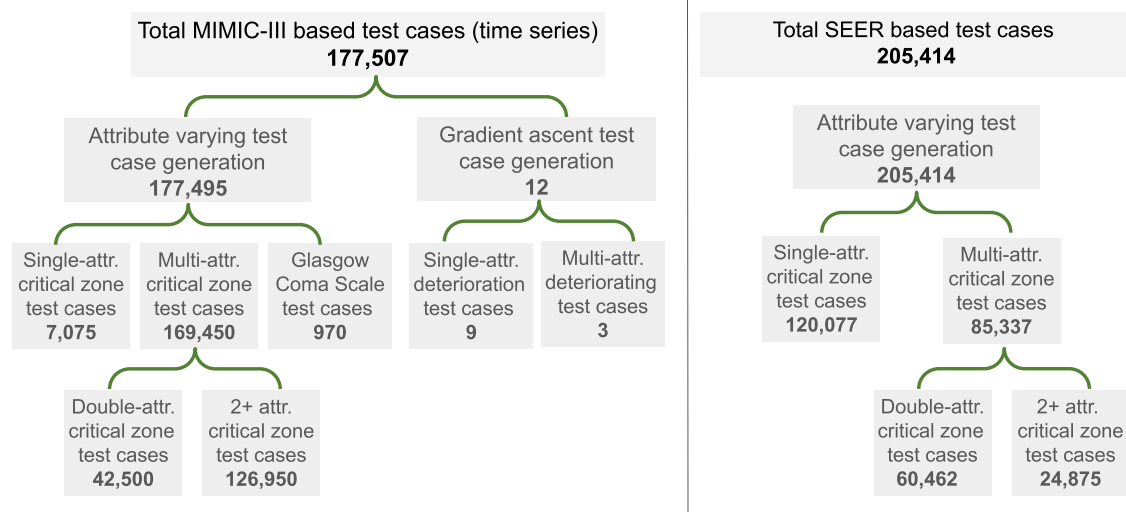 Total MIMIC-III based test cases (time series)
177,507
Attribute varying test
case generation
177,495
Gradient ascent test
case generation
12
Single-attr.
critical zone
test cases
7,075
Multi-attr.
critical zone
test cases
169,450
Glasgow
Coma Scale
test cases
970
Single-attr.
deterioration
test cases
9
Multi-attr.
deteriorating
test cases
3
Double-attr.
critical zone
test cases
42,500
2+ attr.
critical zone
test cases
126,950
Total SEER based test cases
205,414
Attribute varying test
case generation
205,414
Single-attr.
critical zone
test cases
120,077
Multi-attr.
critical zone
test cases
85,337
Double-attr.
critical zone
test cases
60,462
2+ attr.
critical zone
test cases
24,875